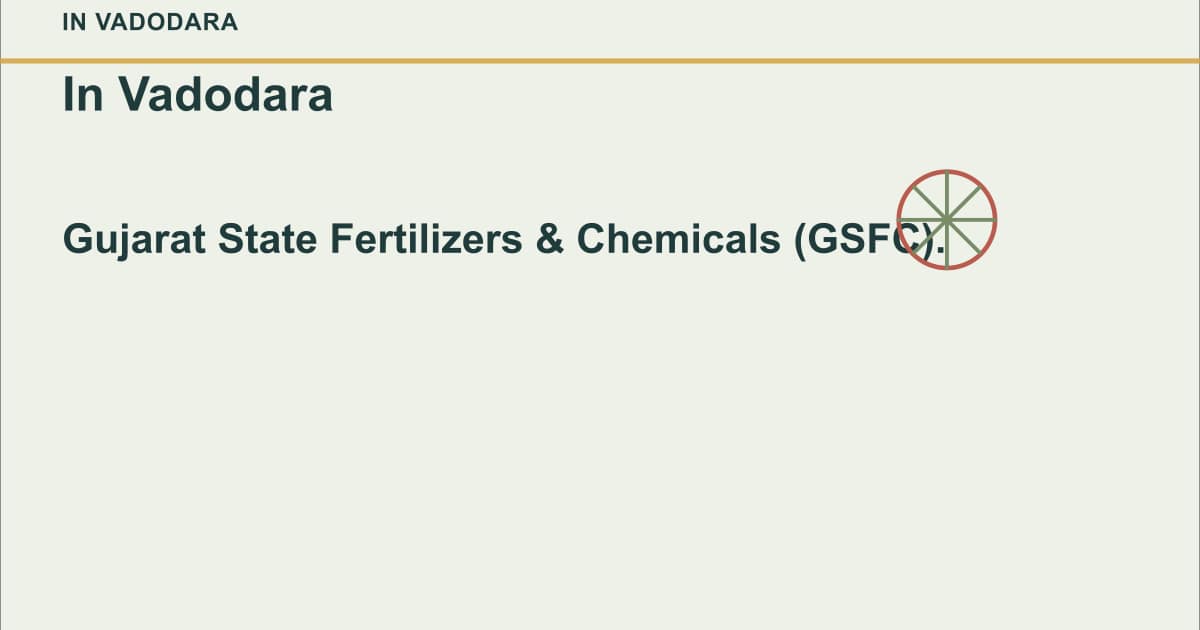 IN VADODARA
In Vadodara
Gujarat State Fertilizers & Chemicals (GSFC).